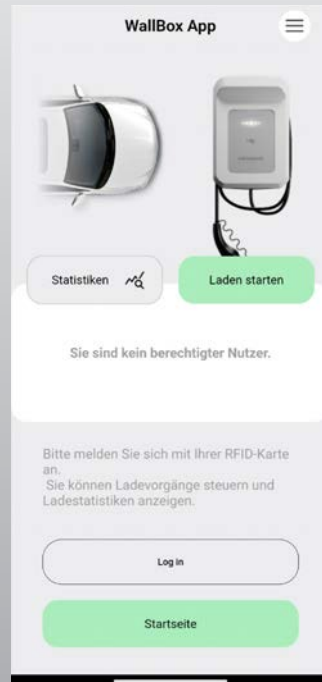 WallBox App
Statistiken
Laden starten
Sie sind kein berechtigter Nutzer.
Bitte melden Sie sich mit Ihrer RFID-Karte
an.
Sie können Ladevorgänge steuern und
Ladestatistiken anzeigen.
Log in
Startseite